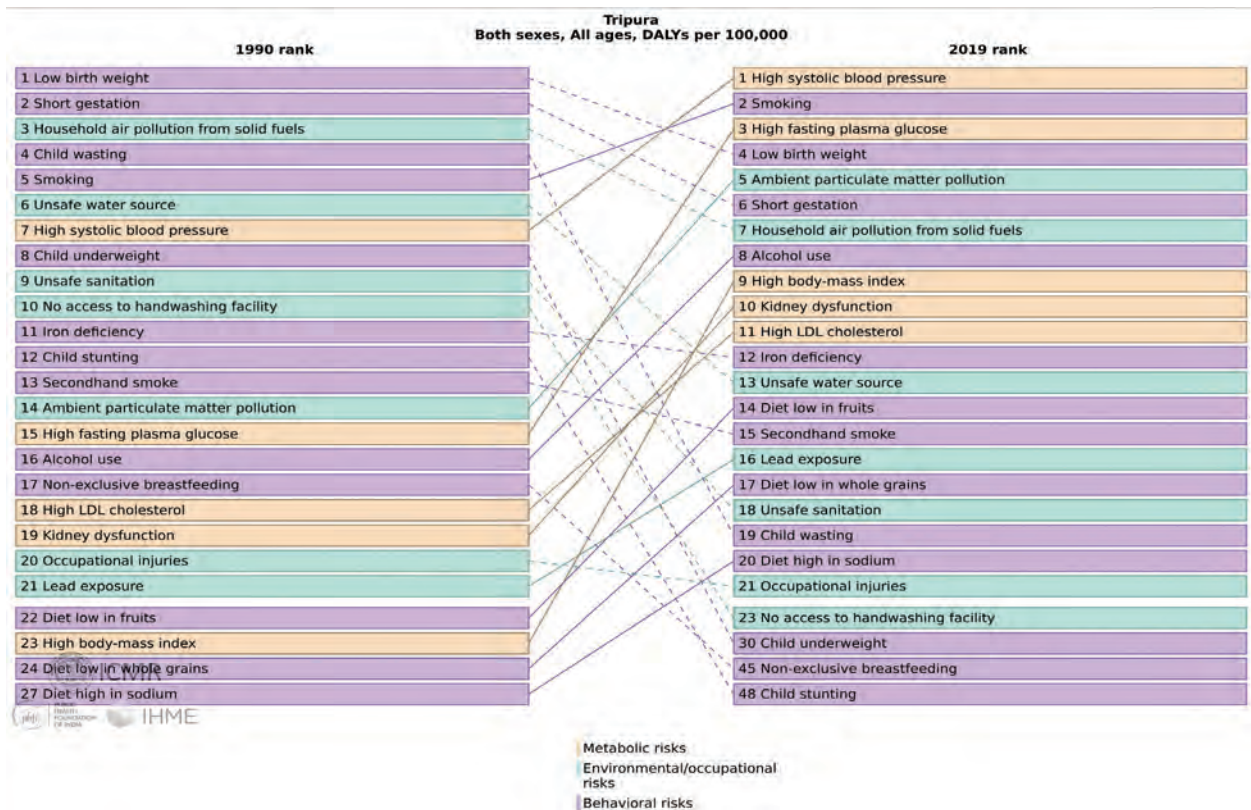 Tripura
Both sexes, All ages, DALYs per 100,000
1990 rank
2019 rank
1 Low birth weight
2 Short gestation
3 Household air pollution from solid fuels
4 Child wasting
5 Smoking
6 Unsafe water source
7 High systolic blood pressure
8 Child underweight
9 Unsafe sanitation
10 No access to handwashing facility
11 Iron deficiency
12 Child stunting
13 Secondhand smoke
14 Ambient particulate matter pollution
15 High fasting plasma glucose
16 Alcohol use
17 Non-exclusive breastfeeding
18 High LDL cholesterol
19 Kidney dysfunction
20 Occupational injuries
21 Lead exposure
22 Diet low in fruits
23 High body-mass index
24 Diet low in whole grains
27 Diet high in sodium
1 High systolic blood pressure
2 Smoking
3 High fasting plasma glucose
4 Low birth weight
5 Ambient particulate matter pollution
6 Short gestation
7 Household air pollution from solid fuels
8 Alcohol use
9 High body-mass index
10 Kidney dysfunction
11 High LDL cholesterol
12 Iron deficiency
13 Unsafe water source
14 Diet low in fruits
15 Secondhand smoke
16 Lead exposure
17 Diet low in whole grains
18 Unsafe sanitation
19 Child wasting
20 Diet high in sodium
21 Occupational injuries
23 No access to handwashing facility
30 Child underweight
45 Non-exclusive breastfeeding
48 Child stunting
ICMR
PUBLIC
HEALTH
FOUNDATION
OF INDIA
IHME
Metabolic risks
Environmental/occupational
risks
Behavioral risks